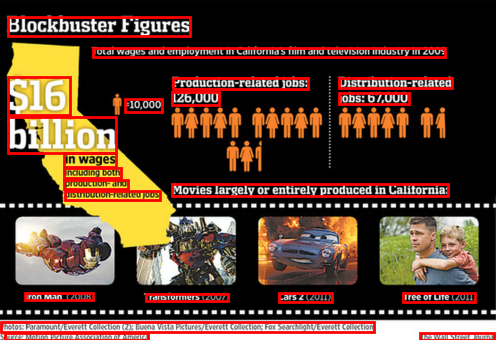 Blockbuster Figures
Total wages and employment in California's film and television industry in 2009
$16
billion
in wages
including both
production- and
distribution-related jobs
=10,000
Production-related jobs:
126,000
Distribution-related
jobs: 67,000
Movies largely or entirely produced in California:
Iron Man (2008)
Transformers (2007)
Cars 2 (2011)
Tree of Life (2011)
Photos: Paramount/Everett Collection (2); Buena Vista Pictures/Everett Collection; Fox Searchlight/Everett Collection
Source: Motion Picture Association of America
The Wall Street Journal